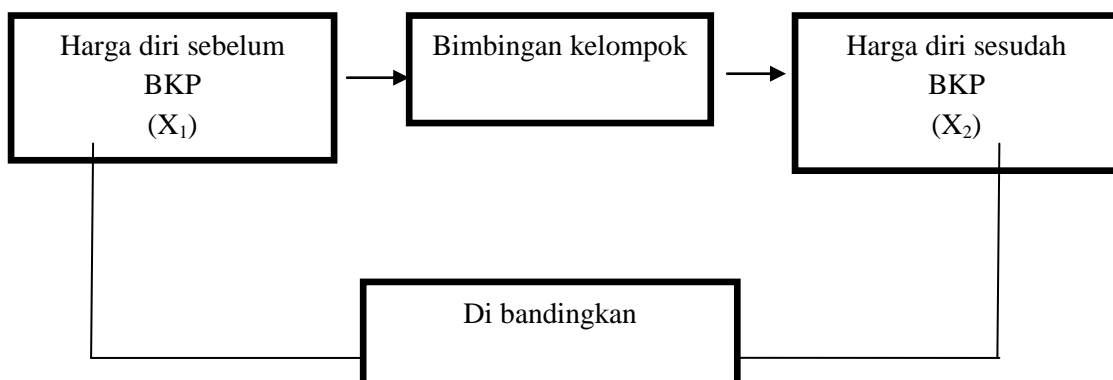 Harga diri sebelum
BKP
(X₁)
Bimbingan kelompok
Harga diri sesudah
BKP
(X₂)
Di bandingkan